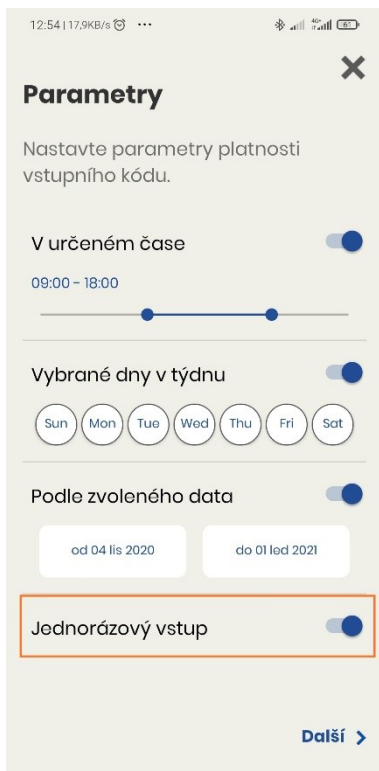 12:54 | 17,9KB/s
4G+
61
Parametry
Nastavte parametry platnosti
vstupního kódu.
V určeném čase
09:00 - 18:00
Vybrané dny v týdnu
Sun Mon Tue Wed Thu Fri Sat
Podle zvoleného data
od 04 lis 2020 do 01 led 2021
Jednorázový vstup
Další